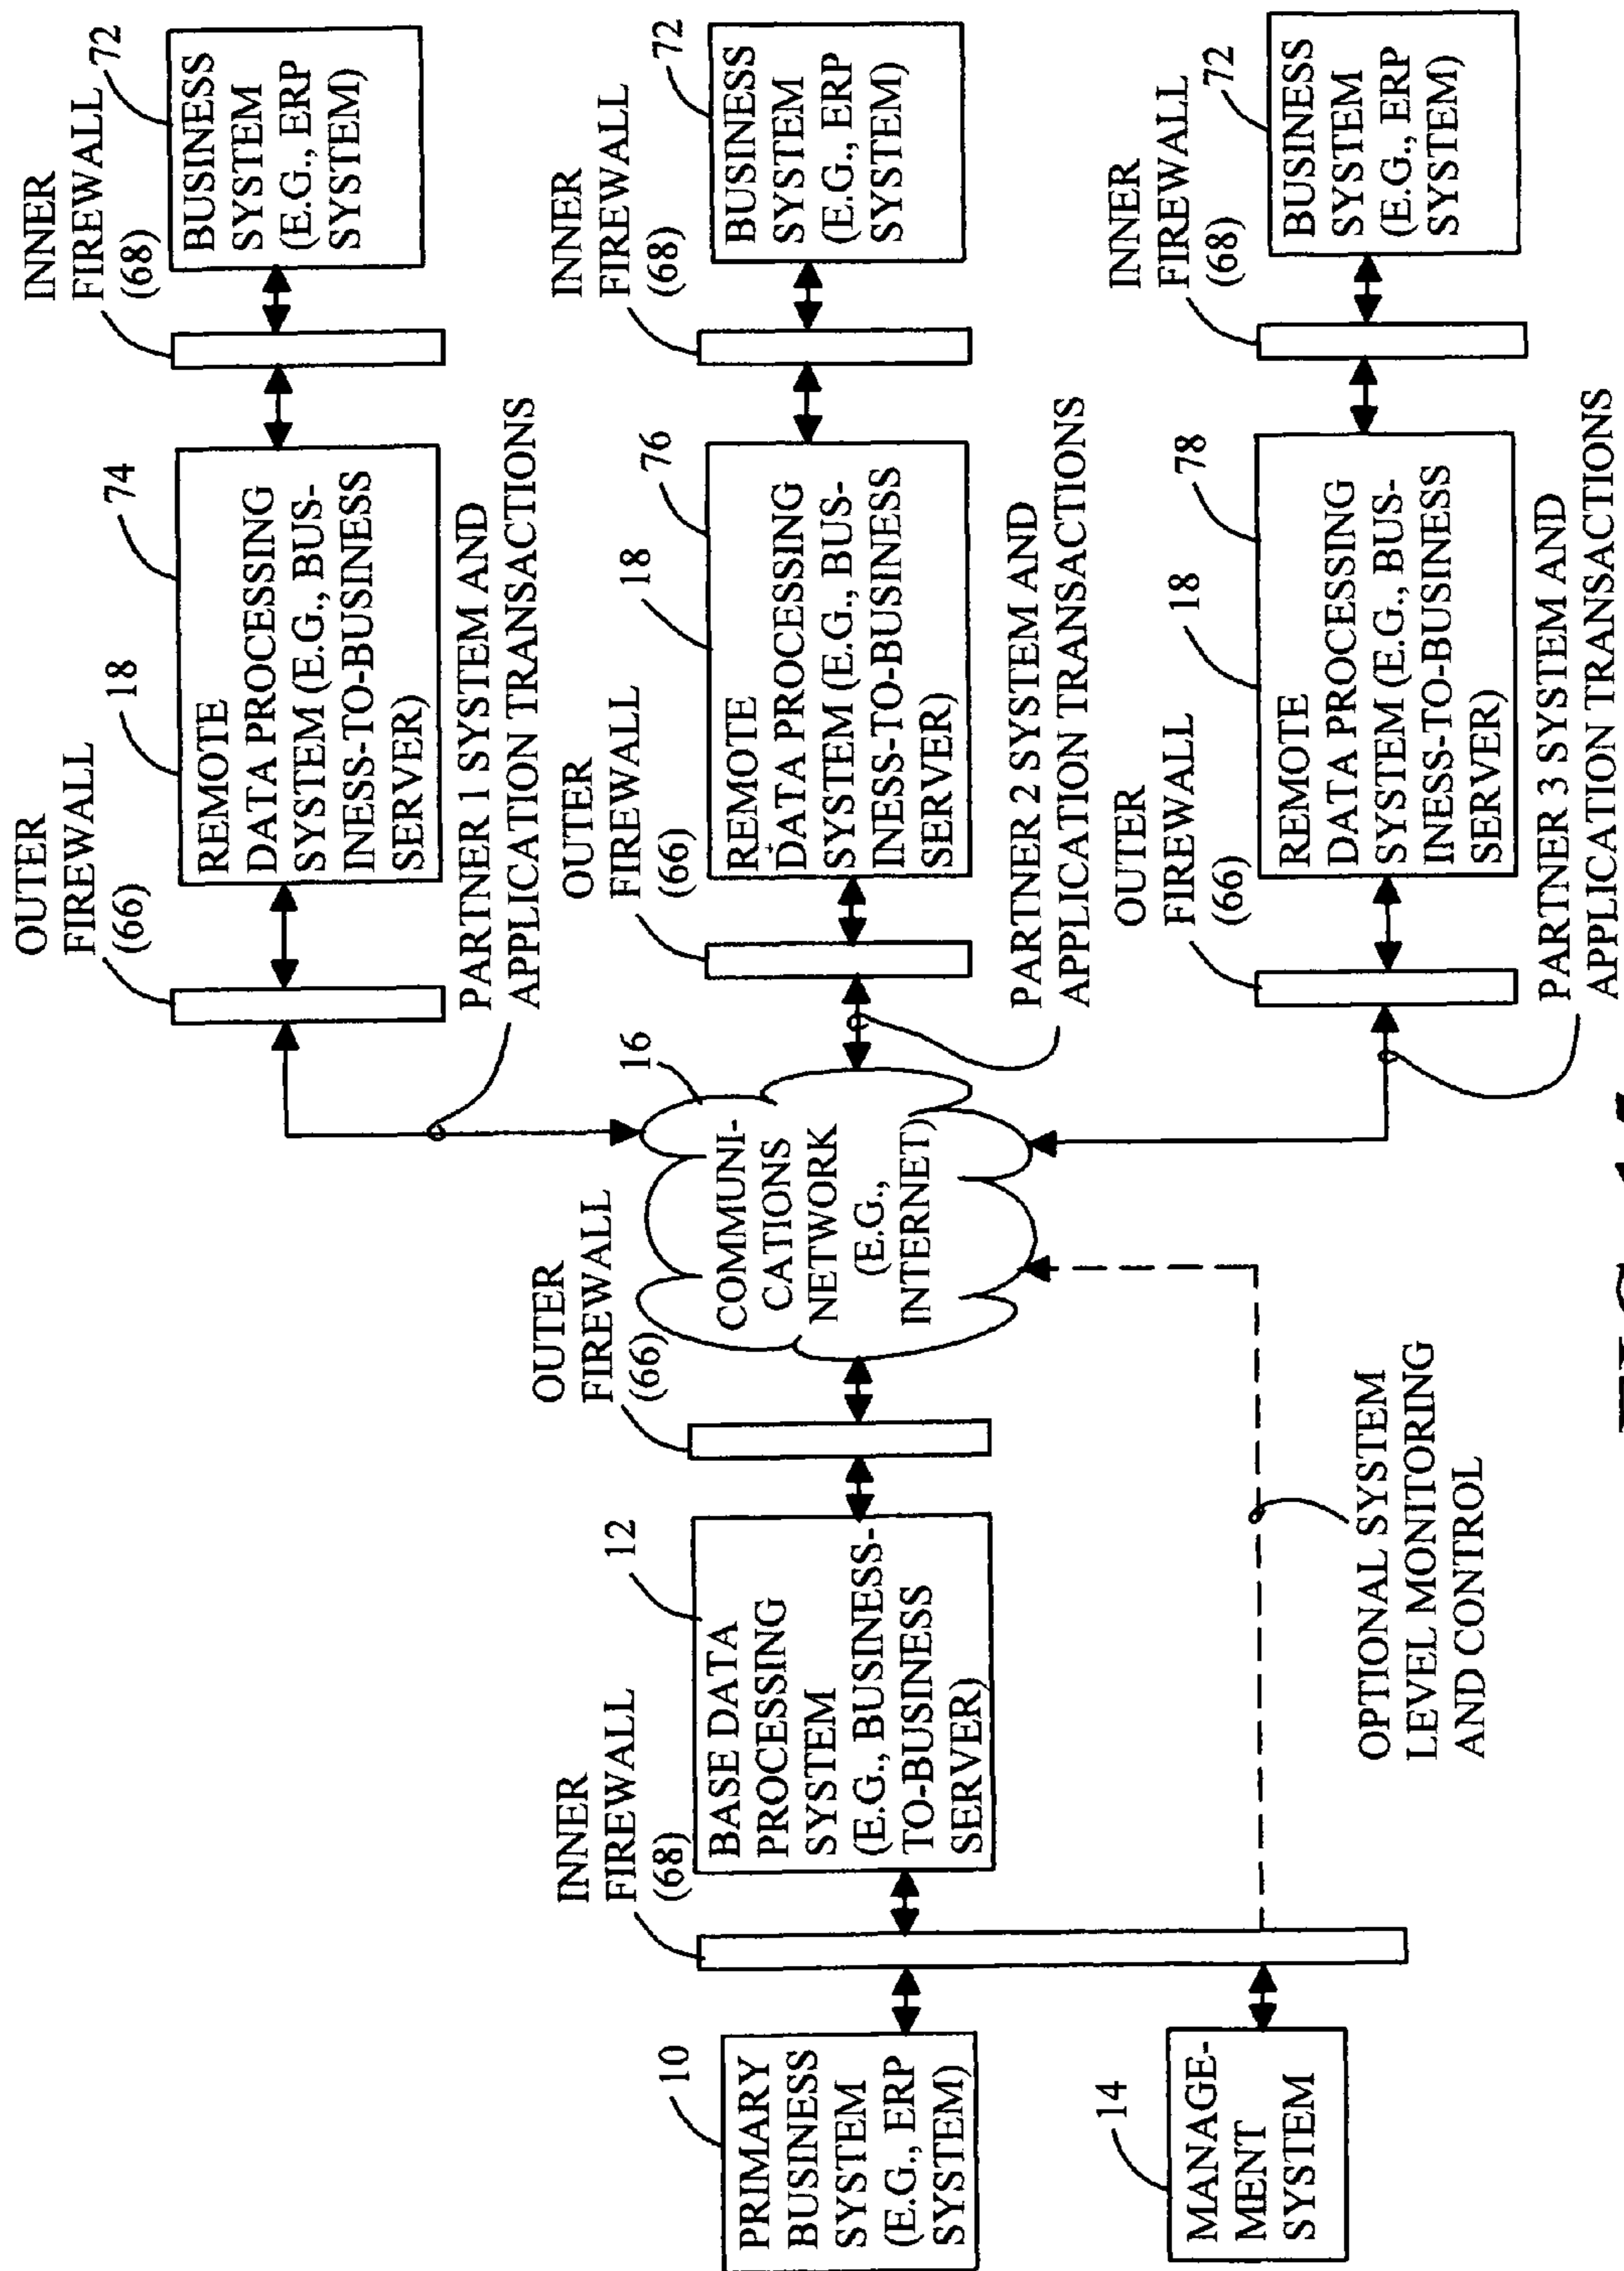 INNER
FIREWALL
(68)
72
BUSINESS
SYSTEM
(E.G., ERP
SYSTEM)
OUTER
FIREWALL
(66)
18
74
REMOTE
DATA PROCESSING
SYSTEM (E.G., BUS-
INESS-TO-BUSINESS
SERVER)
PARTNER 1 SYSTEM AND
APPLICATION TRANSACTIONS
INNER
FIREWALL
(68)
72
BUSINESS
SYSTEM
(E.G., ERP
SYSTEM)
OUTER
FIREWALL
(66)
18
76
REMOTE
DATA PROCESSING
SYSTEM (E.G., BUS-
INESS-TO-BUSINESS
SERVER)
PARTNER 2 SYSTEM AND
APPLICATION TRANSACTIONS
INNER
FIREWALL
(68)
72
BUSINESS
SYSTEM
(E.G., ERP
SYSTEM)
OUTER
FIREWALL
(66)
18
78
REMOTE
DATA PROCESSING
SYSTEM (E.G., BUS-
INESS-TO-BUSINESS
SERVER)
PARTNER 3 SYSTEM AND
APPLICATION TRANSACTIONS
16
COMMUNI-
CATIONS
NETWORK
(E.G.,
INTERNET)
OUTER
FIREWALL
(66)
12
BASE DATA
PROCESSING
SYSTEM
(E.G., BUSINESS-
TO-BUSINESS
SERVER)
INNER
FIREWALL
(68)
10
PRIMARY
BUSINESS
SYSTEM
(E.G., ERP
SYSTEM)
14
MANAGE-
MENT
SYSTEM
OPTIONAL SYSTEM
LEVEL MONITORING
AND CONTROL